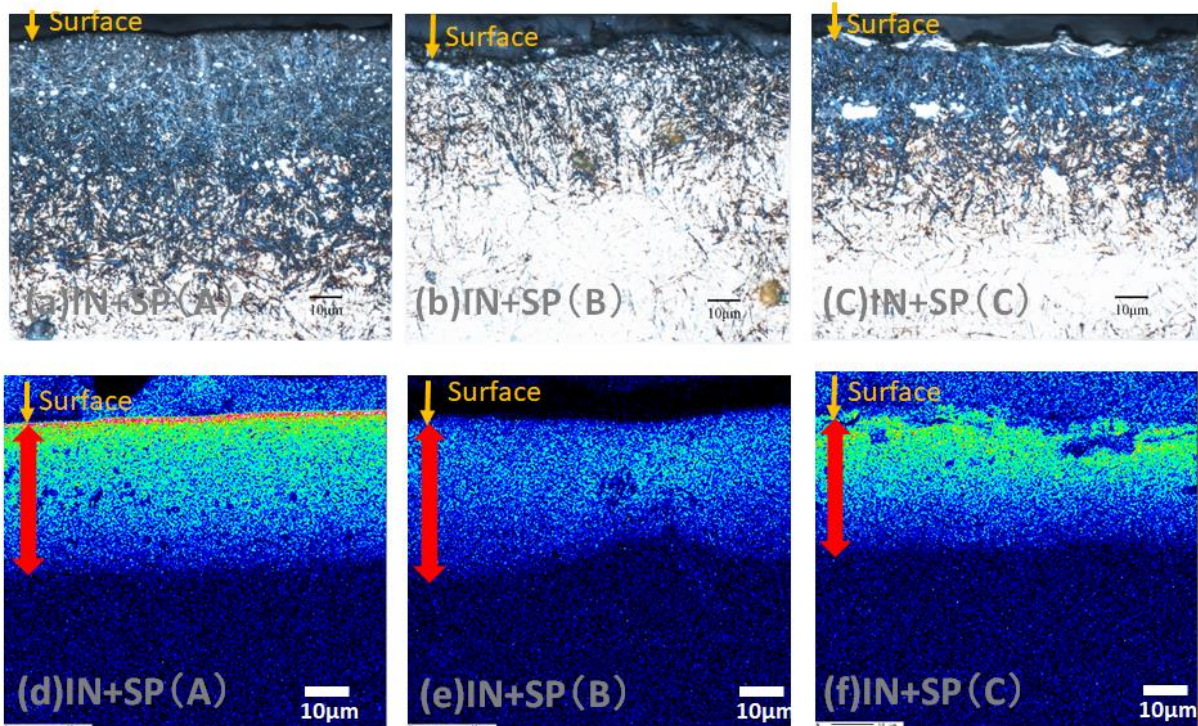 Surface
Surface
Surface
(a)IN+SP(A)
10μm
(b)IN+SP(B)
10μm
(C)IN+SP(C)
10μm
Surface
Surface
Surface
(d)IN+SP(A)
10μm
(e)IN+SP(B)
10μm
(f)IN+SP(C)
10μm